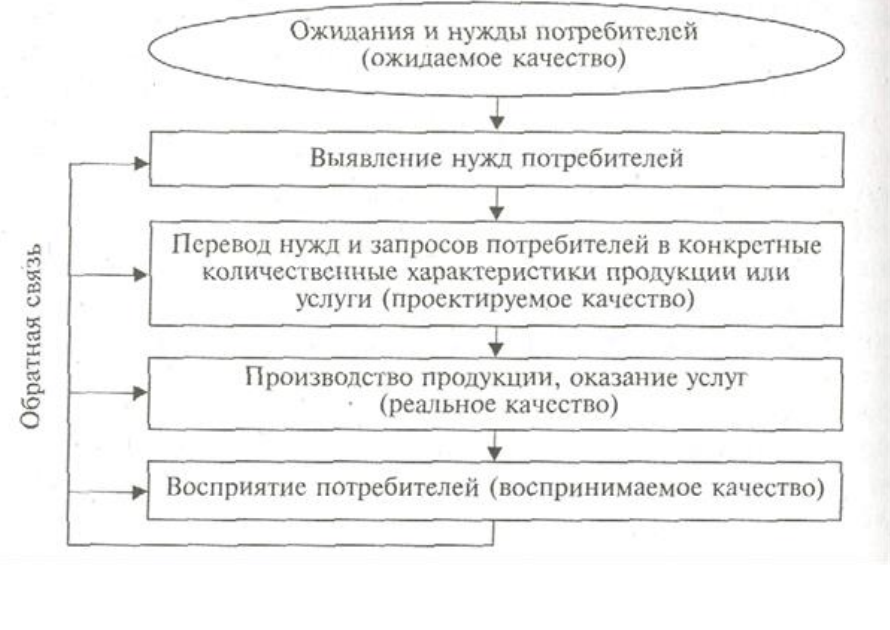 Ожидания и нужды потребителей
(ожидаемое качество)
Выявление нужд потребителей
Перевод нужд и запросов потребителей в конкретные
количественные характеристики продукции или
услуги (проектируемое качество)
Производство продукции, оказание услуг
(реальное качество)
Восприятие потребителей (воспринимаемое качество)
Обратная связь